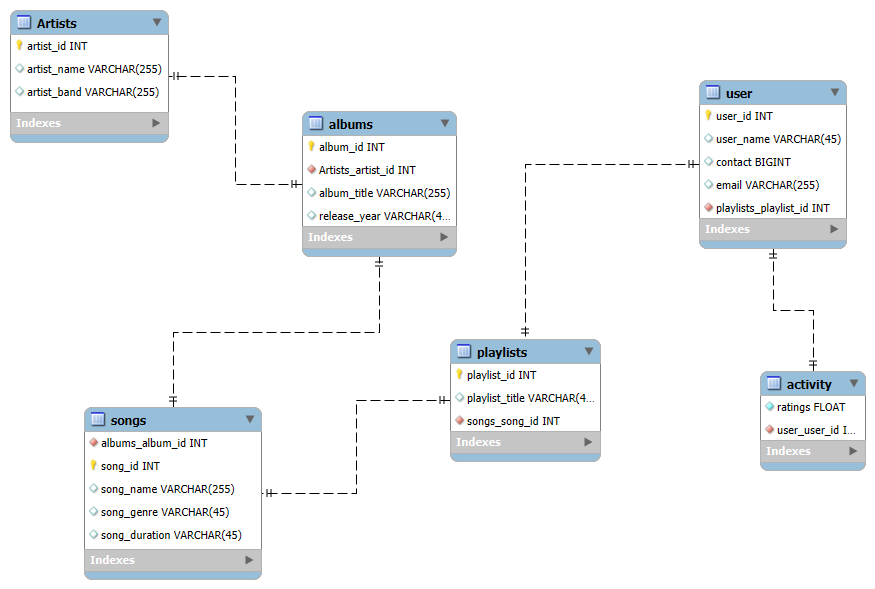 Artists
artist_id INT
artist_name VARCHAR(255)
artist_band VARCHAR(255)
Indexes
albums
album_id INT
Artists_artist_id INT
album_title VARCHAR(255)
release_year VARCHAR(4...
Indexes
user
user_id INT
user_name VARCHAR(45)
contact BIGINT
email VARCHAR(255)
playlists_playlist_id INT
Indexes
playlists
playlist_id INT
playlist_title VARCHAR(4...
songs_song_id INT
Indexes
activity
ratings FLOAT
user_user_id I...
Indexes
songs
albums_album_id INT
song_id INT
song_name VARCHAR(255)
song_genre VARCHAR(45)
song_duration VARCHAR(45)
Indexes